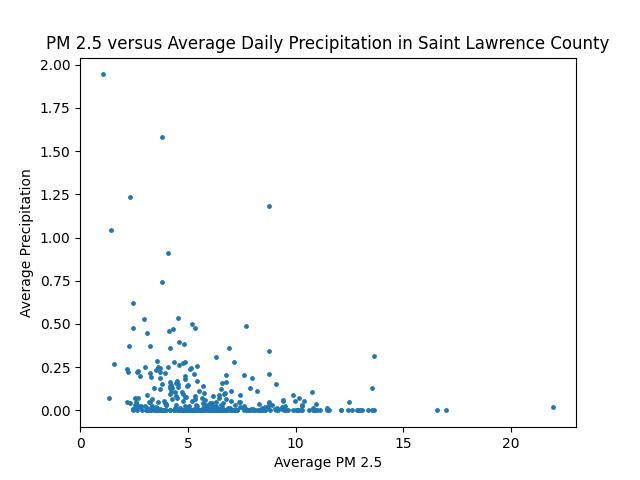 PM 2.5 versus Average Daily Precipitation in Saint Lawrence County
2.00
1.75
1.50
1.25
1.00
0.75
0.50
0.25
0.00
Average Precipitation
0 5 10 15 20
Average PM 2.5